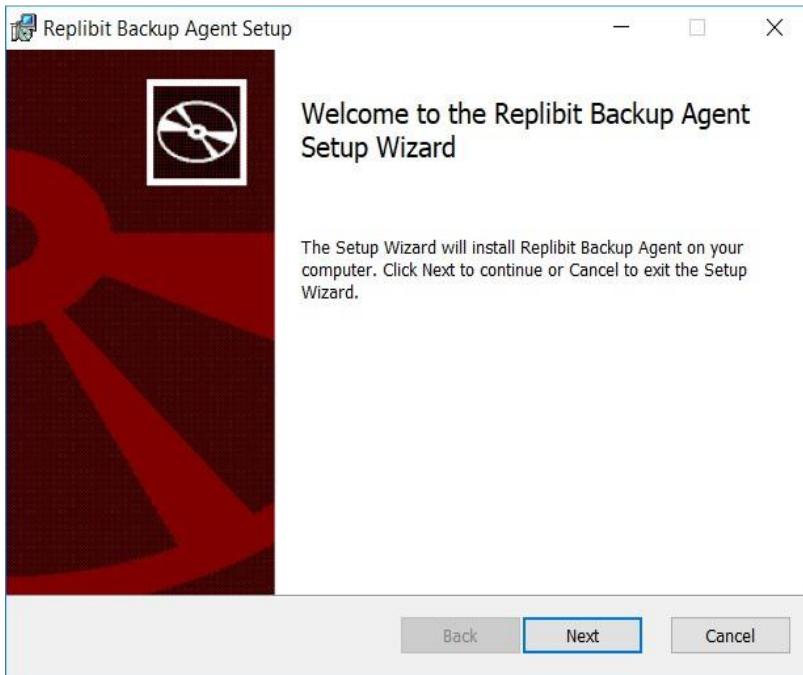 Replibit Backup Agent Setup
Welcome to the Replibit Backup Agent
Setup Wizard
The Setup Wizard will install Replibit Backup Agent on your
computer. Click Next to continue or Cancel to exit the Setup
Wizard.
Back
Next
Cancel